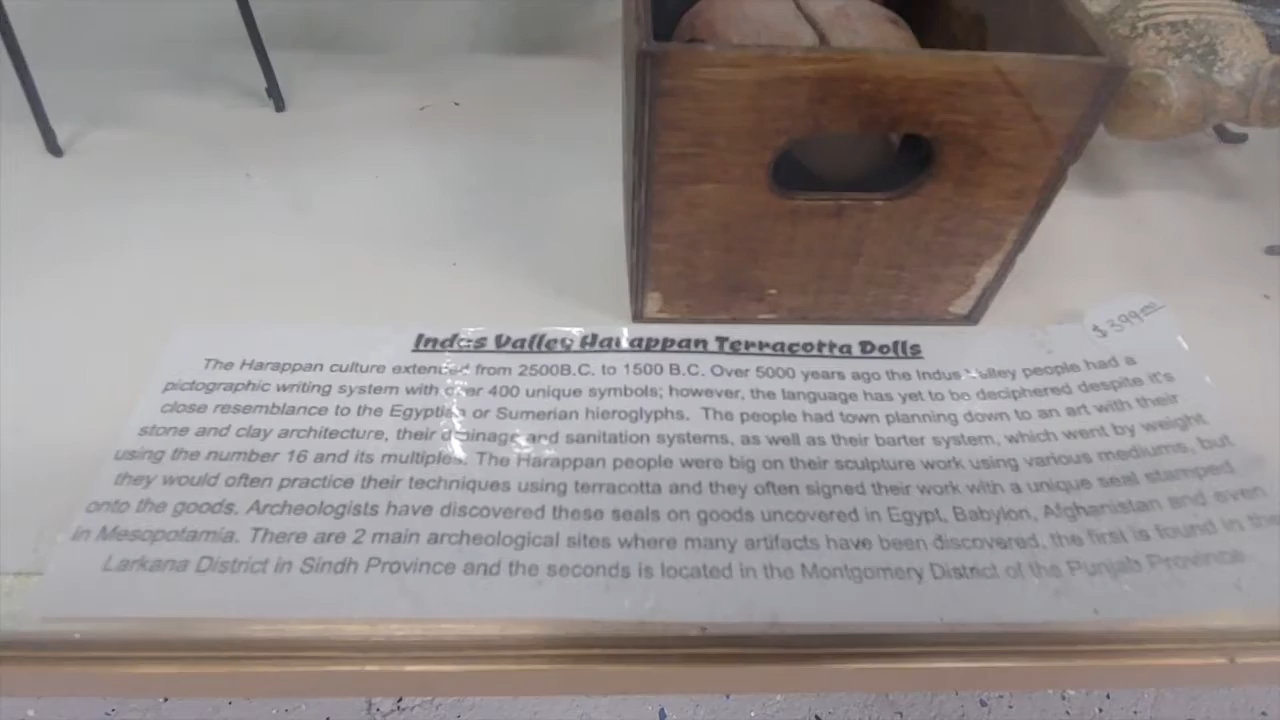 Indus Valley Harappan Terracotta Dolls
$399.00
The Harappan culture extended from 2500B.C. to 1500 B.C. Over 5000 years ago the Indus Valley people had a
pictographic writing system with over 400 unique symbols; however, the language has yet to be deciphered despite it's
close resemblance to the Egyptian or Sumerian hieroglyphs. The people had town planning down to an art with their
stone and clay architecture, their drainage and sanitation systems, as well as their barter system, which went by weight
using the number 16 and its multiples. The Harappan people were big on their sculpture work using various mediums, but
they would often practice their techniques using terracotta and they often signed their work with a unique seal stamped
onto the goods. Archeologists have discovered these seals on goods uncovered in Egypt, Babylon, Afghanistan and even
in Mesopotamia. There are 2 main archeological sites where many artifacts have been discovered, the first is found in the
Larkana District in Sindh Province and the seconds is located in the Montgomery District of the Punjab Province